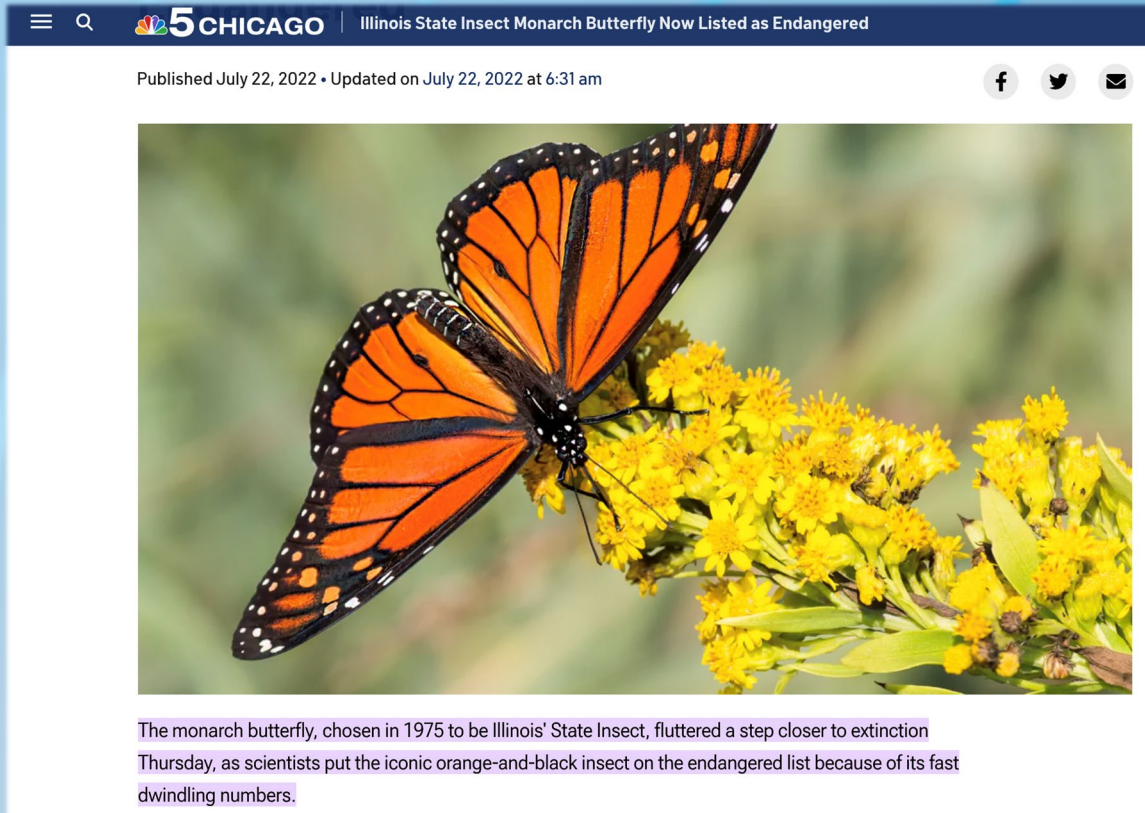 5 CHICAGO Illinois State Insect Monarch Butterfly Now Listed as Endangered
Published July 22, 2022 • Updated on July 22, 2022 at 6:31 am
The monarch butterfly, chosen in 1975 to be Illinois' State Insect, fluttered a step closer to extinction
Thursday, as scientists put the iconic orange-and-black insect on the endangered list because of its fast
dwindling numbers.